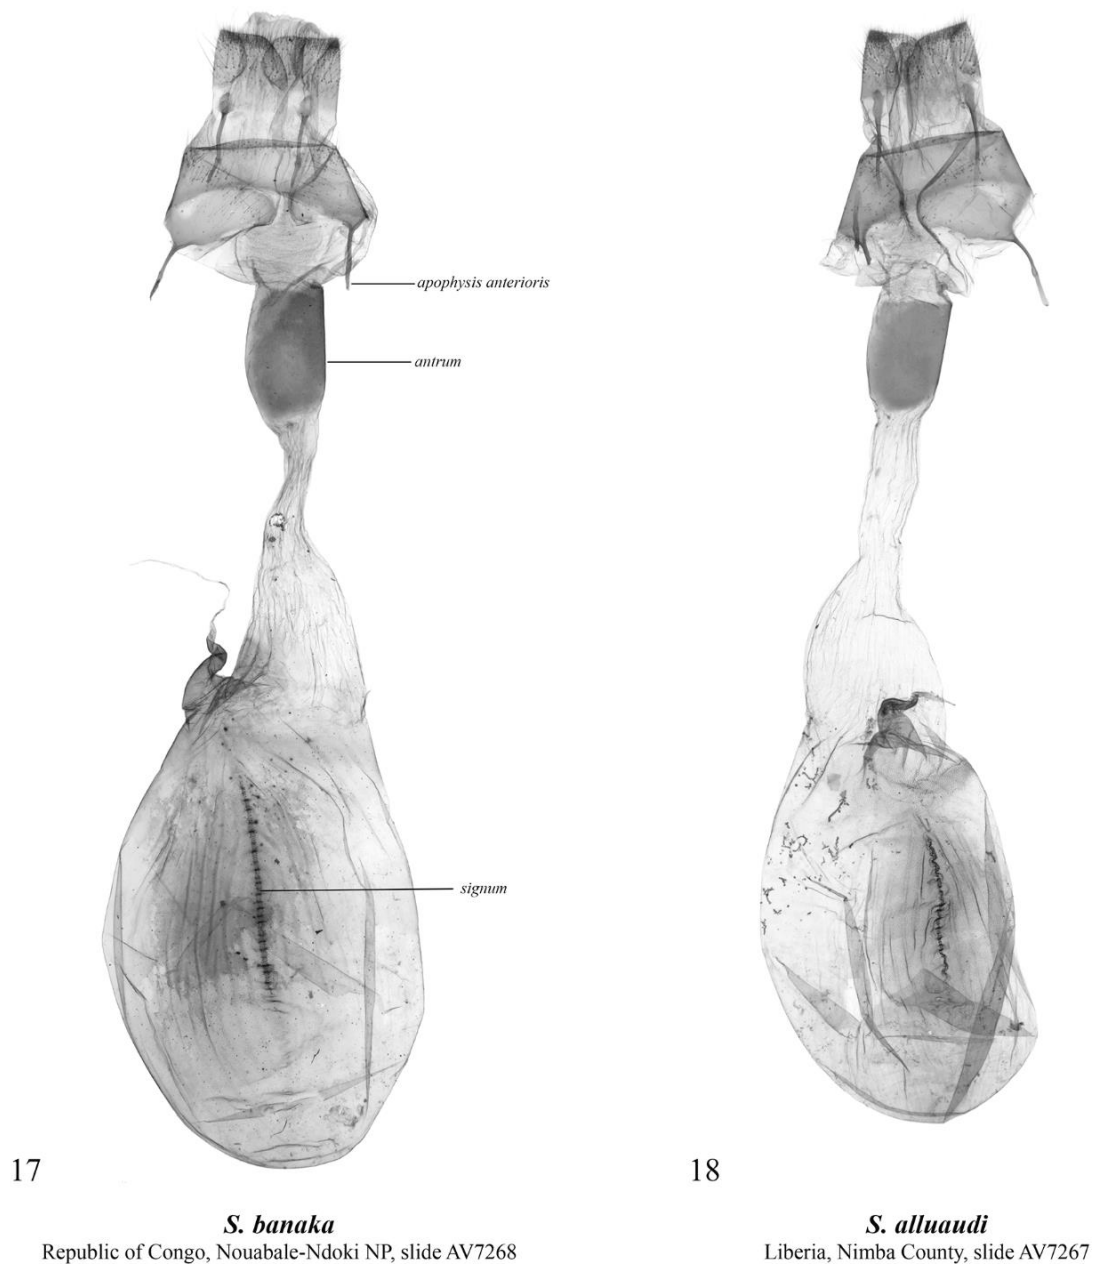 apophysis anterioris
antrum
signum
17
18
S. banaka
Republic of Congo, Nouabale-Ndoki NP, slide AV7268
S. alluaudi
Liberia, Nimba County, slide AV7267